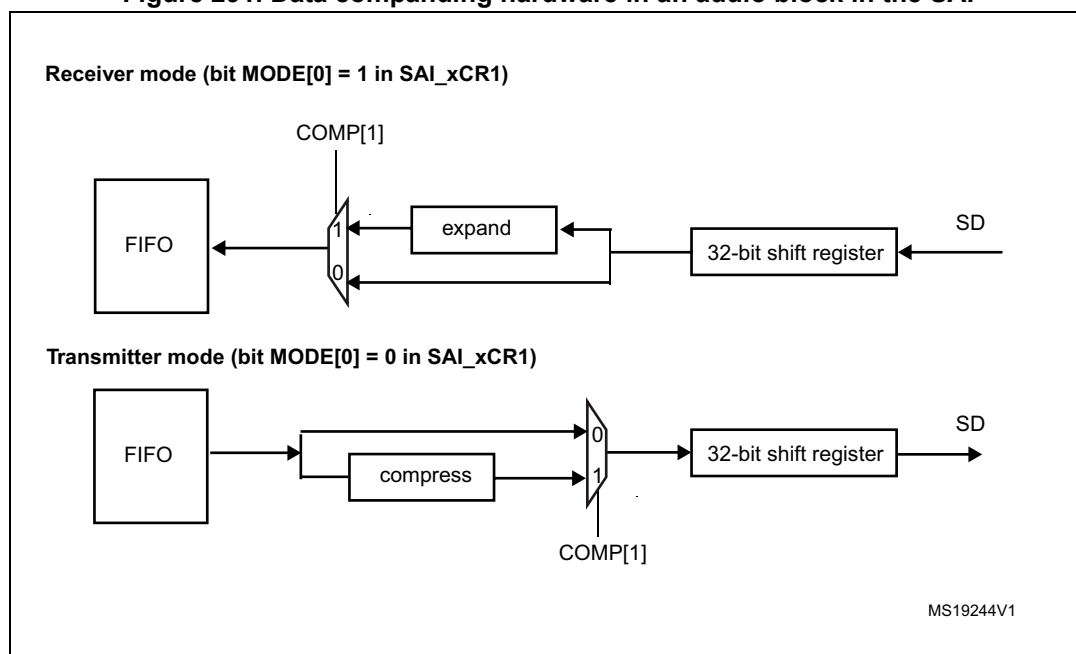 Receiver mode (bit MODE[0] = 1 in SAI_xCR1)
COMP[1]
FIFO
1
0
expand
32-bit shift register
SD
Transmitter mode (bit MODE[0] = 0 in SAI_xCR1)
FIFO
compress
0
1
32-bit shift register
SD
COMP[1]
MS19244V1